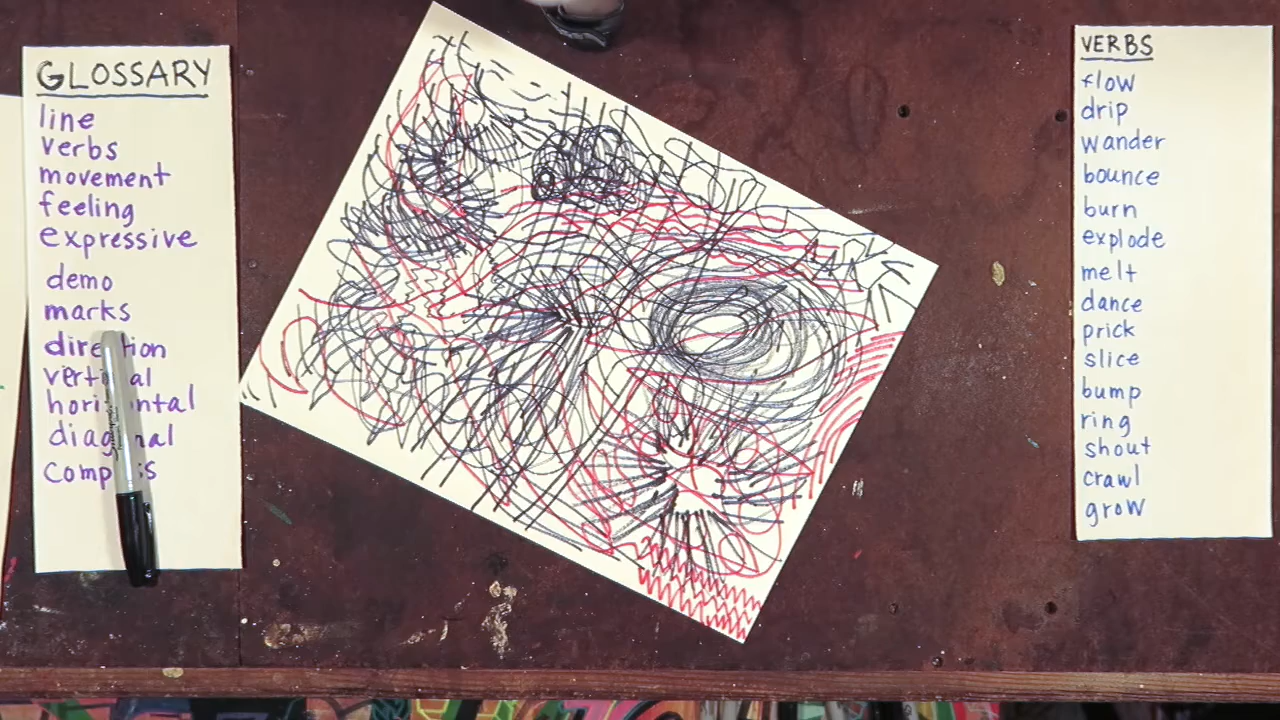 GLOSSARY
line
verbs
movement
feeling
expressive
demo
marks
VERBS
flow
drip
wander
bounce
burn
explode
melt
dance
prick
slice
bump
ring
shout
crawl
grow